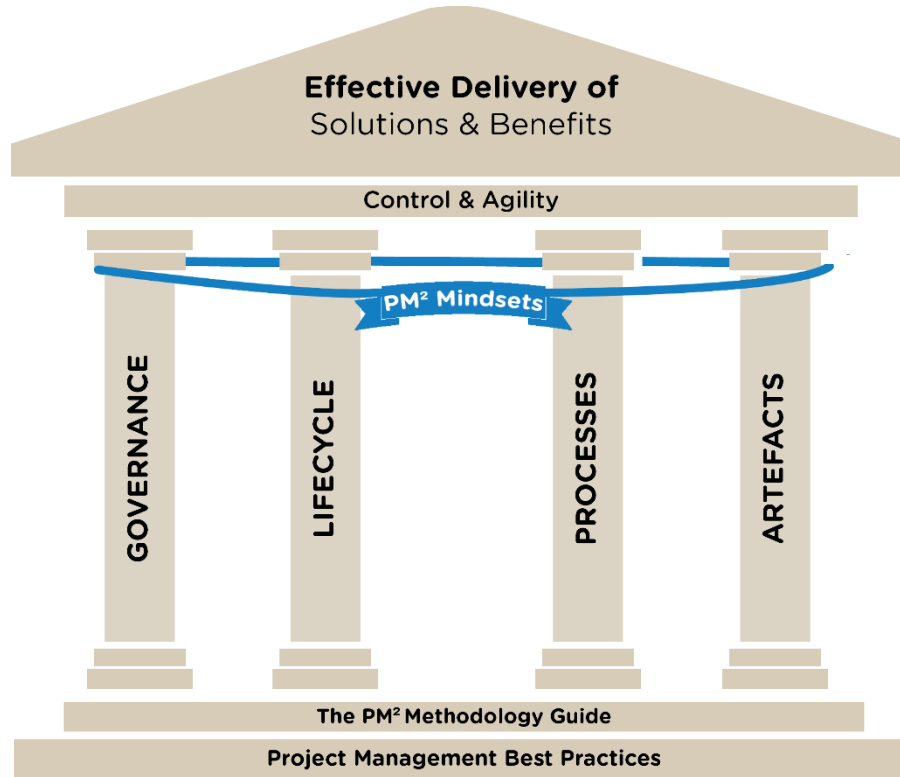 Effective Delivery of
Solutions & Benefits
Control & Agility
PM² Mindsets
GOVERNANCE
LIFECYCLE
PROCESSES
ARTEFACTS
The PM² Methodology Guide
Project Management Best Practices